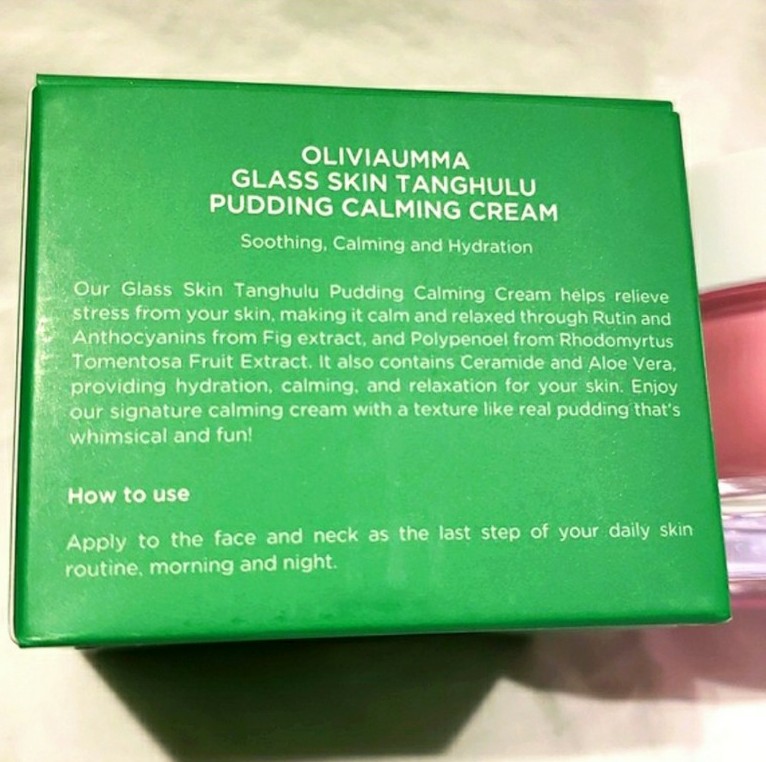 OLIVIAUMMA
GLASS SKIN TANGHULU
PUDDING CALMING CREAM
Soothing, Calming and Hydration
Our Glass Skin Tanghulu Pudding Calming Cream helps relieve
stress from your skin, making it calm and relaxed through Rutin and
Anthocyanins from Fig extract, and Polypenoel from Rhodomyrtus
Tomentosa Fruit Extract. It also contains Ceramide and Aloe Vera,
providing hydration, calming, and relaxation for your skin. Enjoy
our signature calming cream with a texture like real pudding that's
whimsical and fun!
How to use
Apply to the face and neck as the last step of your daily skin
routine, morning and night.